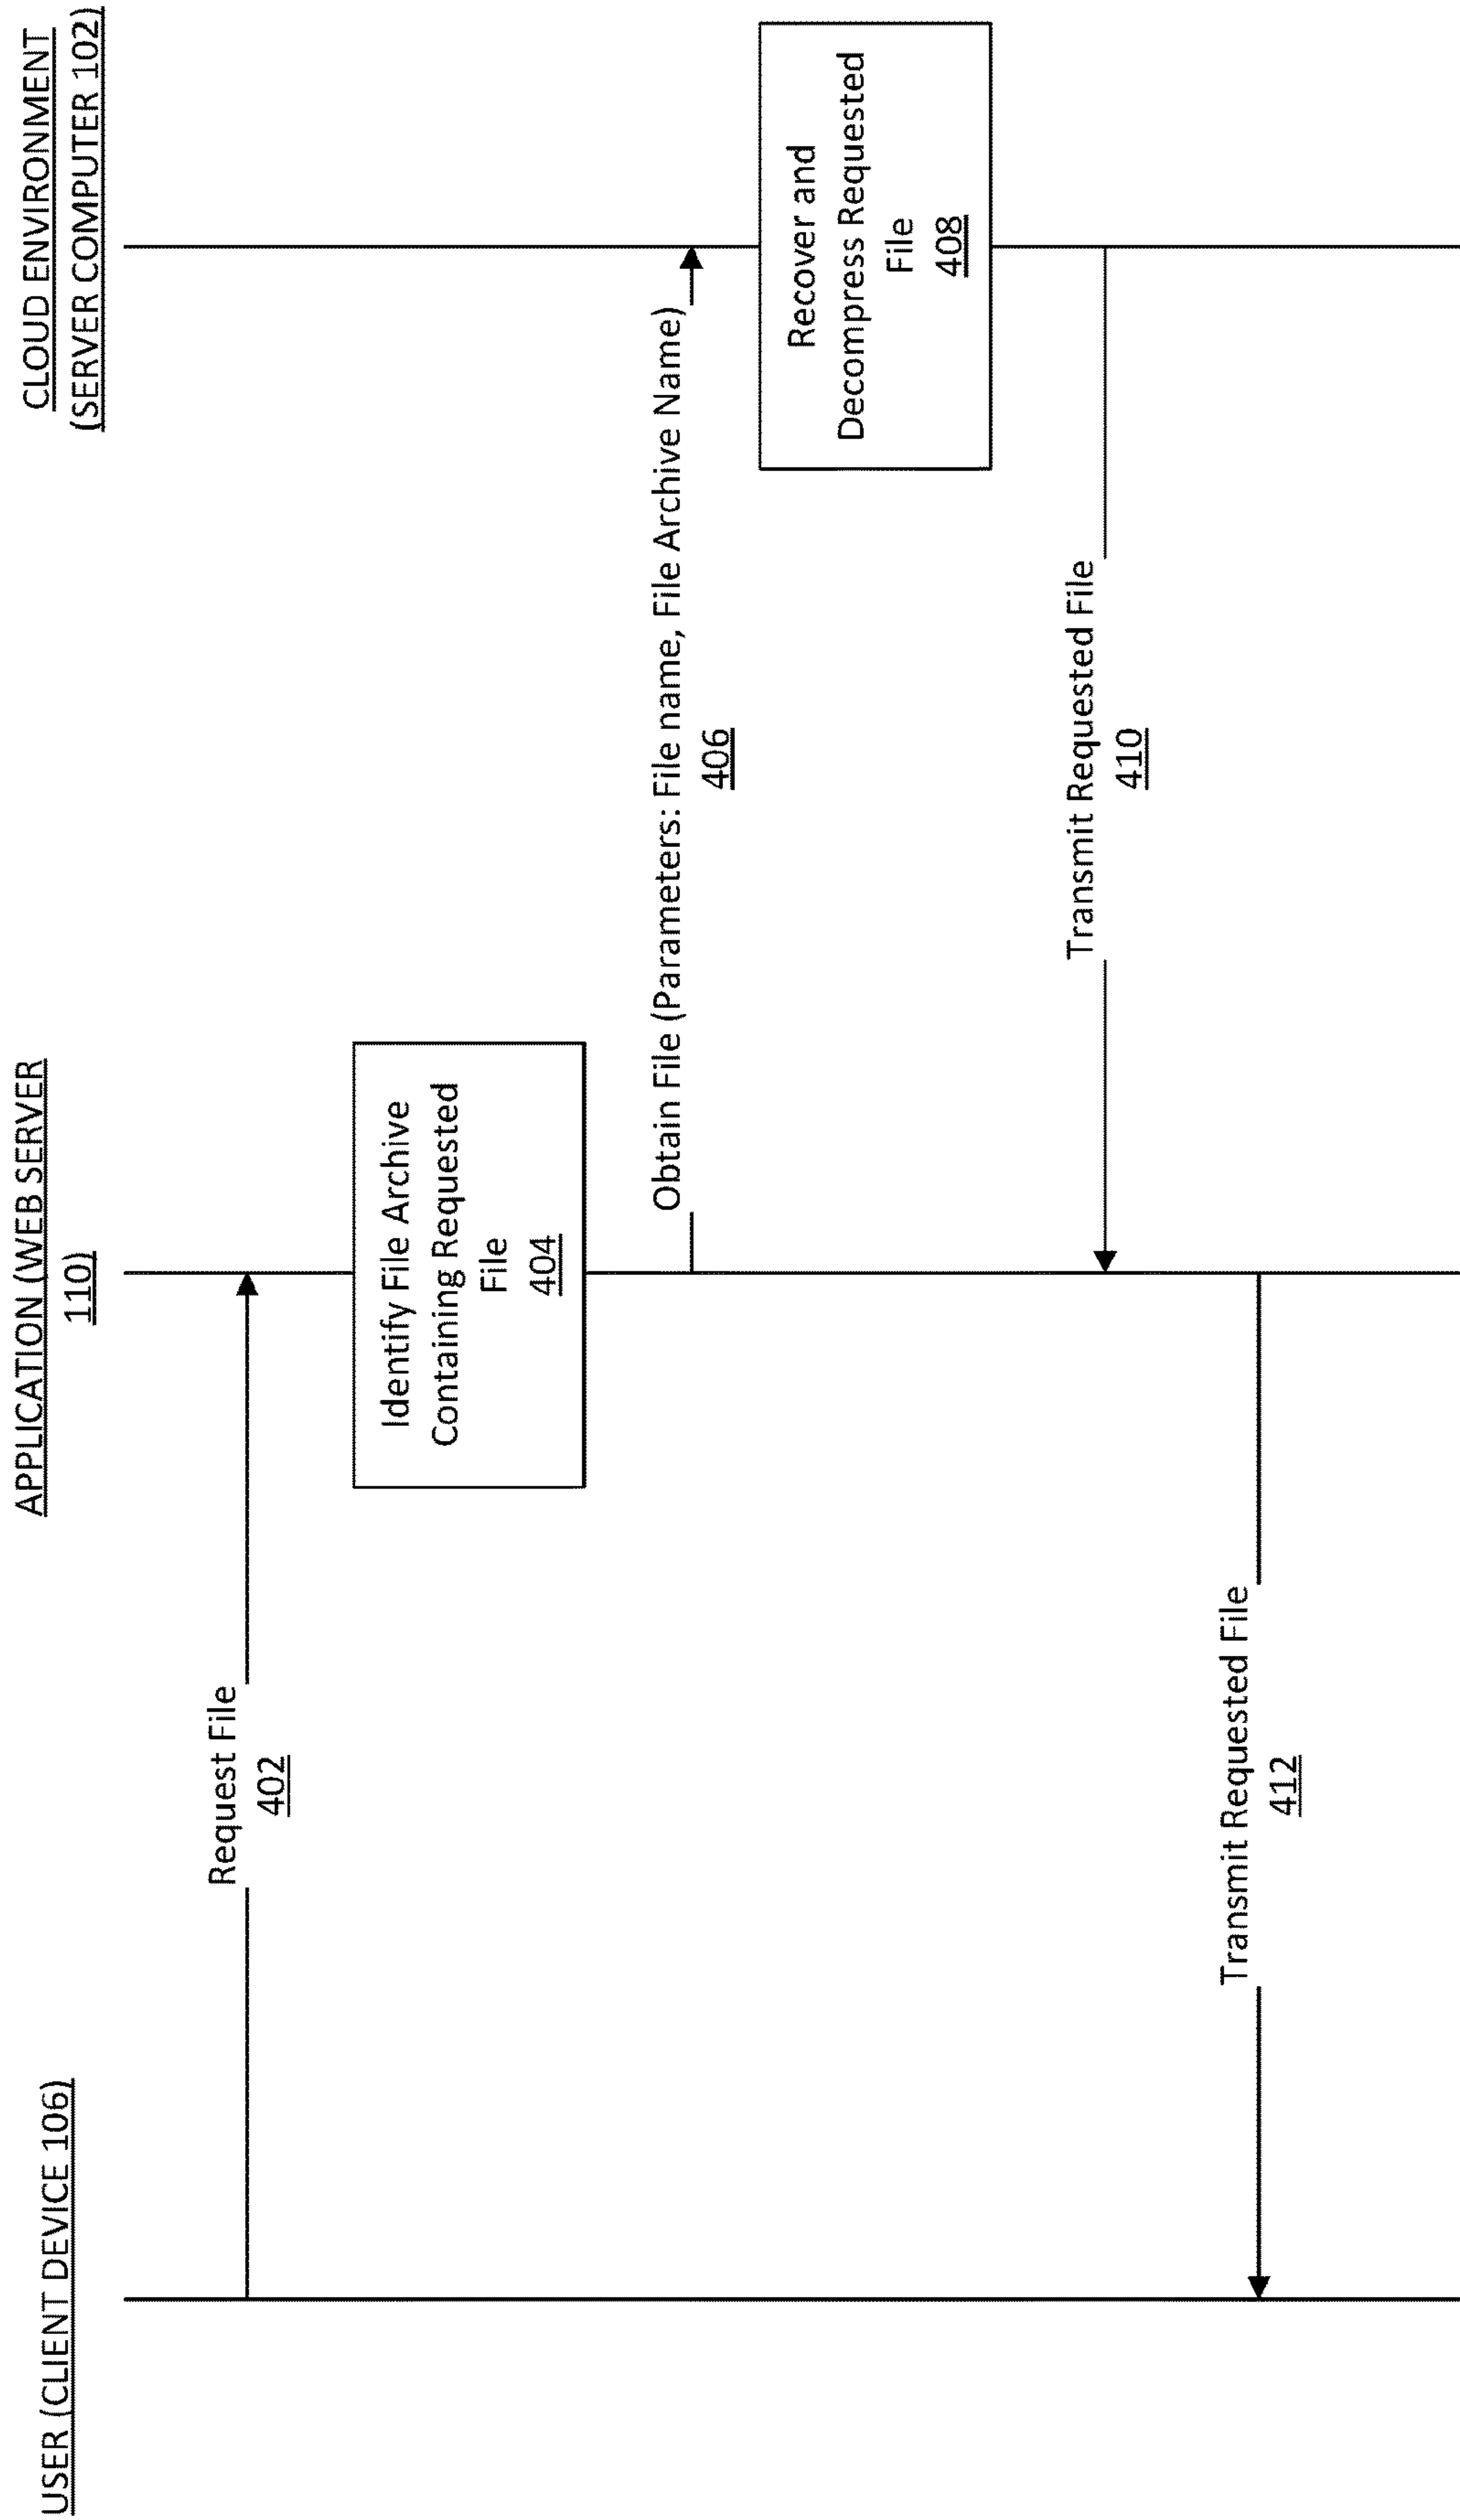 USER (CLIENT DEVICE 106)
APPLICATION (WEB SERVER
110)
CLOUD ENVIRONMENT
(SERVER COMPUTER 102)
Request File
402
Identify File Archive
Containing Requested
File
404
Obtain File (Parameters: File name, File Archive Name)
406
Recover and
Decompress Requested
File
408
Transmit Requested File
410
Transmit Requested File
412